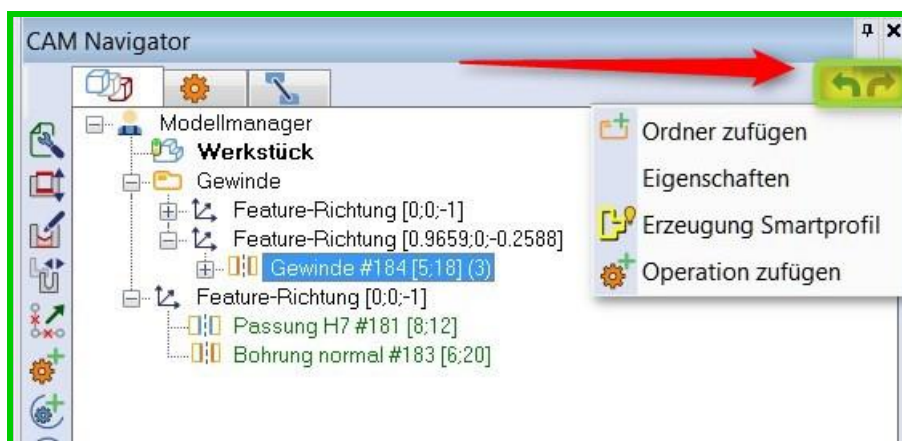 CAM Navigator
Modellmanager
Werkstück
Gewinde
Feature-Richtung [0;0;-1]
Feature-Richtung [0.9659;0;-0.2588]
Gewinde #184 [5;18] (3)
Feature-Richtung [0;0;-1]
Passung H7 #181 [8;12]
Bohrung normal #183 [6;20]
Ordner zufügen
Eigenschaften
Erzeugung Smartprofil
Operation zufügen